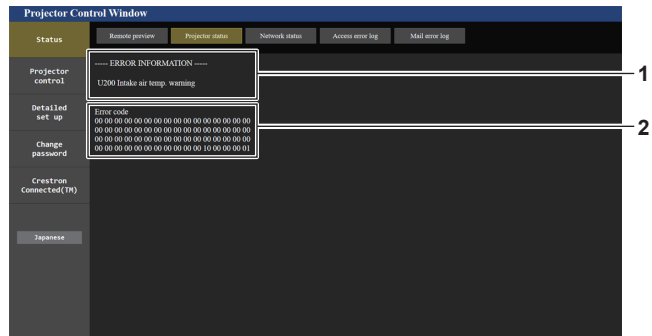 Projector Control Window
Status
Remote preview
Projector status
Network status
Access error log
Mail error log
----- ERROR INFORMATION -----
U200 Intake air temp. warning
1
Projector
control
Error code
00 00 00 00 00 00 00 00 00 00 00 00 00 00 00 00
00 00 00 00 00 00 00 00 00 00 00 00 00 00 00 00
00 00 00 00 00 00 00 00 00 00 00 00 00 00 00 00
00 00 00 00 00 00 00 00 00 00 00 10 00 00 00 01
2
Detailed
set up
Change
password
Crestron
Connected(TM)
Japanese